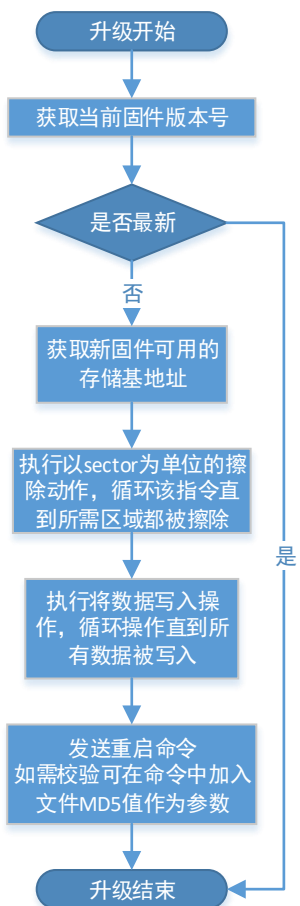 升级开始
获取当前固件版本号
是否最新
否
获取新固件可用的
存储基地址
执行以sector为单位的擦
除动作，循环该指令直
到所需区域都被擦除
是
执行将数据写入操
作，循环操作直到所
有数据被写入
发送重启命令
如需校验可在命令中加入
文件MD5值作为参数
升级结束